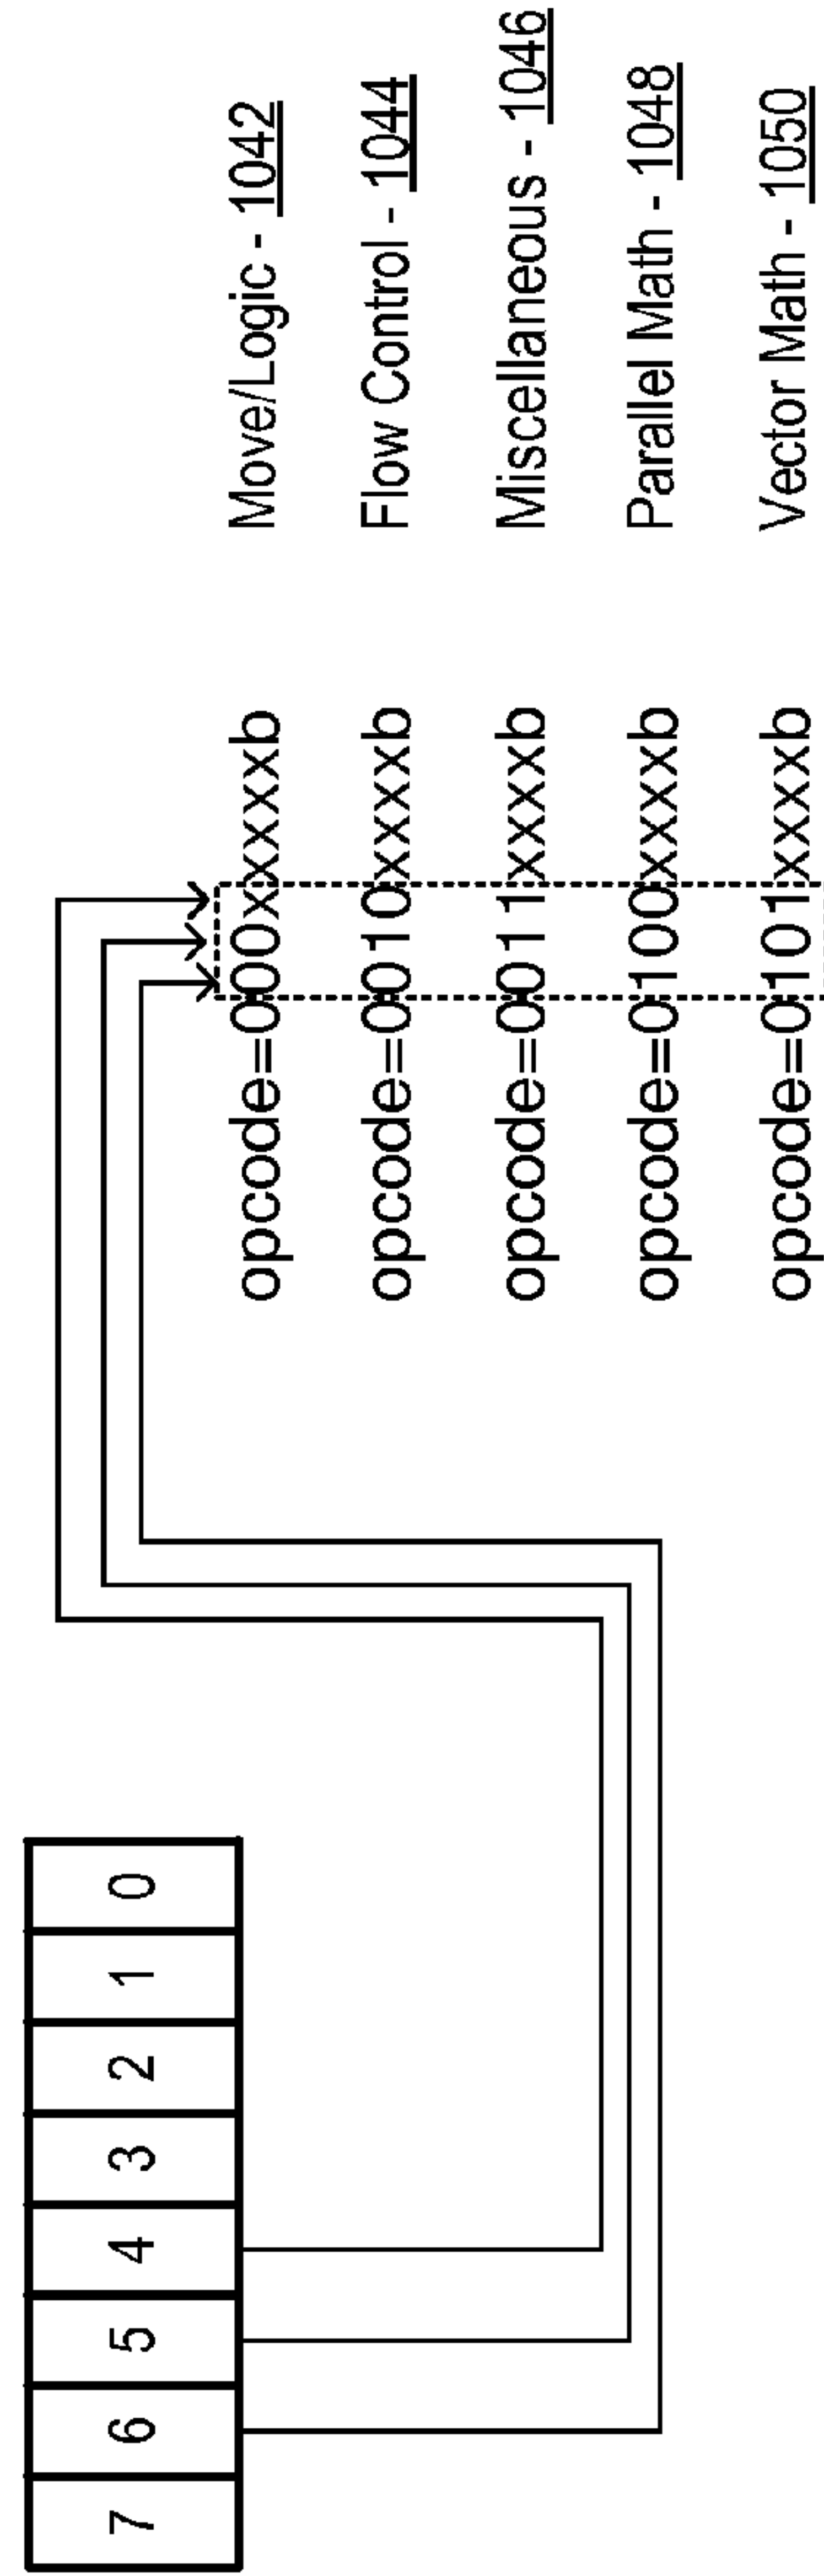 7 6 5 4 3 2 1 0
opcode=000xxxxxb Move/Logic - 1042
opcode=0010xxxxb Flow Control - 1044
opcode=0011xxxxb Miscellaneous - 1046
opcode=0100xxxxb Parallel Math - 1048
opcode=0101xxxxb Vector Math - 1050